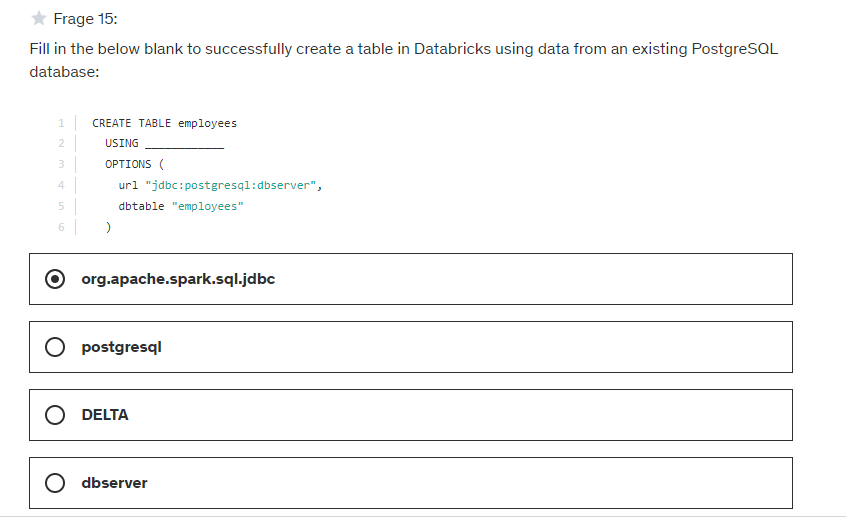 Frage 15:
Fill in the below blank to successfully create a table in Databricks using data from an existing PostgreSQL
database:
1 CREATE TABLE employees
2 USING ____________
3 OPTIONS (
4 url "jdbc:postgresql:dbserver",
5 dbtable "employees"
6 )
org.apache.spark.sql.jdbc
postgresql
DELTA
dbserver